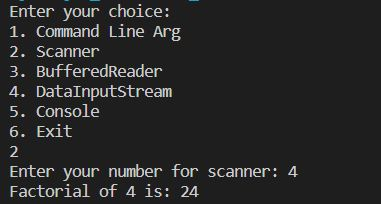 Enter your choice:
1. Command Line Arg
2. Scanner
3. BufferedReader
4. DataInputStream
5. Console
6. Exit
2
Enter your number for scanner: 4
Factorial of 4 is: 24